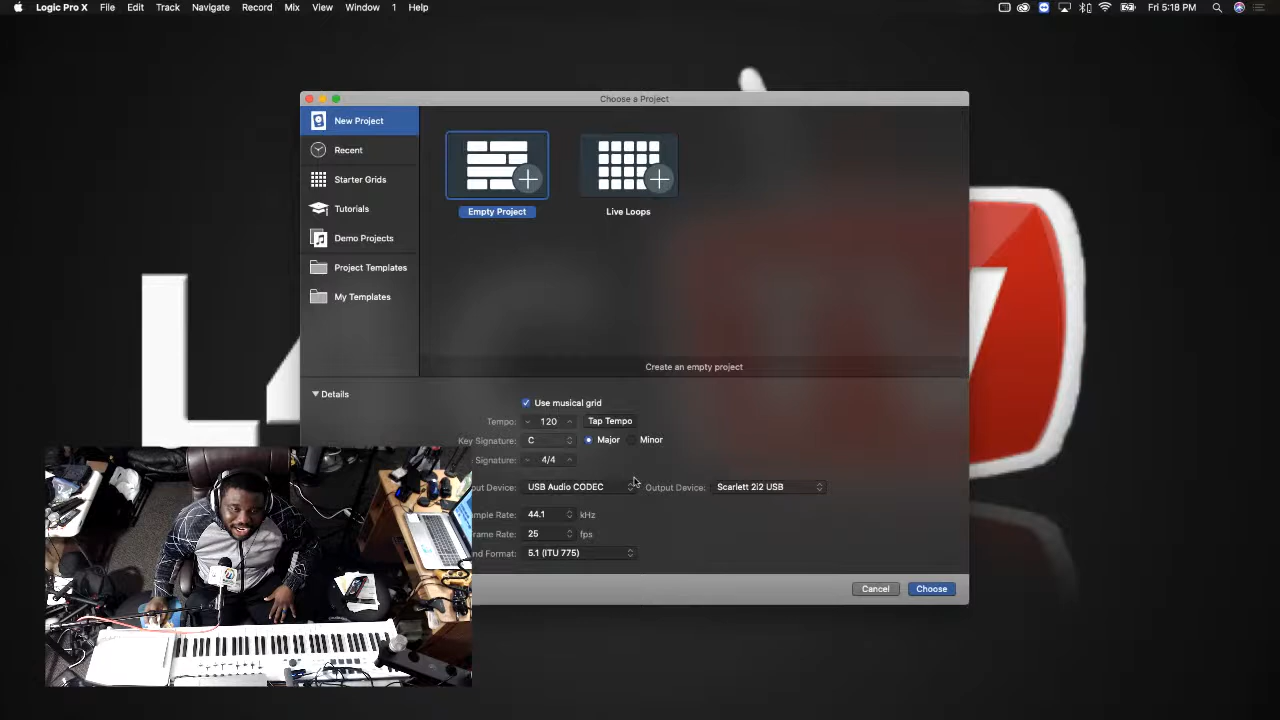 Logic Pro X File Edit Track Navigate Record Mix View Window 1 Help Fri 5:18 PM
Choose a Project
New Project
Recent
Starter Grids
Tutorials
Demo Projects
Project Templates
My Templates
Empty Project
Live Loops
Create an empty project
Details
Use musical grid
Tempo: 120 Tap Tempo
Key Signature: C Major Minor
Signature: 4/4
put Device: USB Audio CODEC Output Device: Scarlett 2i2 USB
mple Rate: 44.1 kHz
rame Rate: 25 fps
nd Format: 5.1 (ITU 775)
Cancel Choose